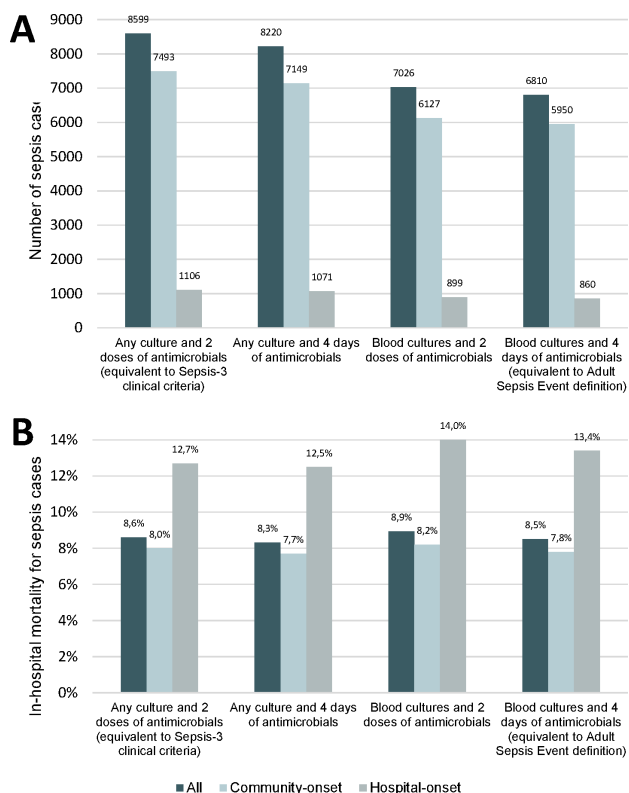 A
9000
8000
7000
6000
5000
4000
3000
2000
1000
0
Number of sepsis case
8599
7493
1106
8220
7149
1071
7026
6127
899
6810
5950
860
Any culture and 2
doses of antimicrobials
(equivalent to Sepsis-3
clinical criteria)
Any culture and 4 days
of antimicrobials
Blood cultures and 2
doses of antimicrobials
Blood cultures and 4
days of antimicrobials
(equivalent to Adult
Sepsis Event definition)
B
14%
12%
10%
8%
6%
4%
2%
0%
In-hospital mortality for sepsis cases
8,6%
8,0%
12,7%
8,3%
7,7%
12,5%
8,9%
8,2%
14,0%
8,5%
7,8%
13,4%
Any culture and 2
doses of antimicrobials
(equivalent to Sepsis-3
clinical criteria)
Any culture and 4 days
of antimicrobials
Blood cultures and 2
doses of antimicrobials
Blood cultures and 4
days of antimicrobials
(equivalent to Adult
Sepsis Event definition)
All Community-onset Hospital-onset